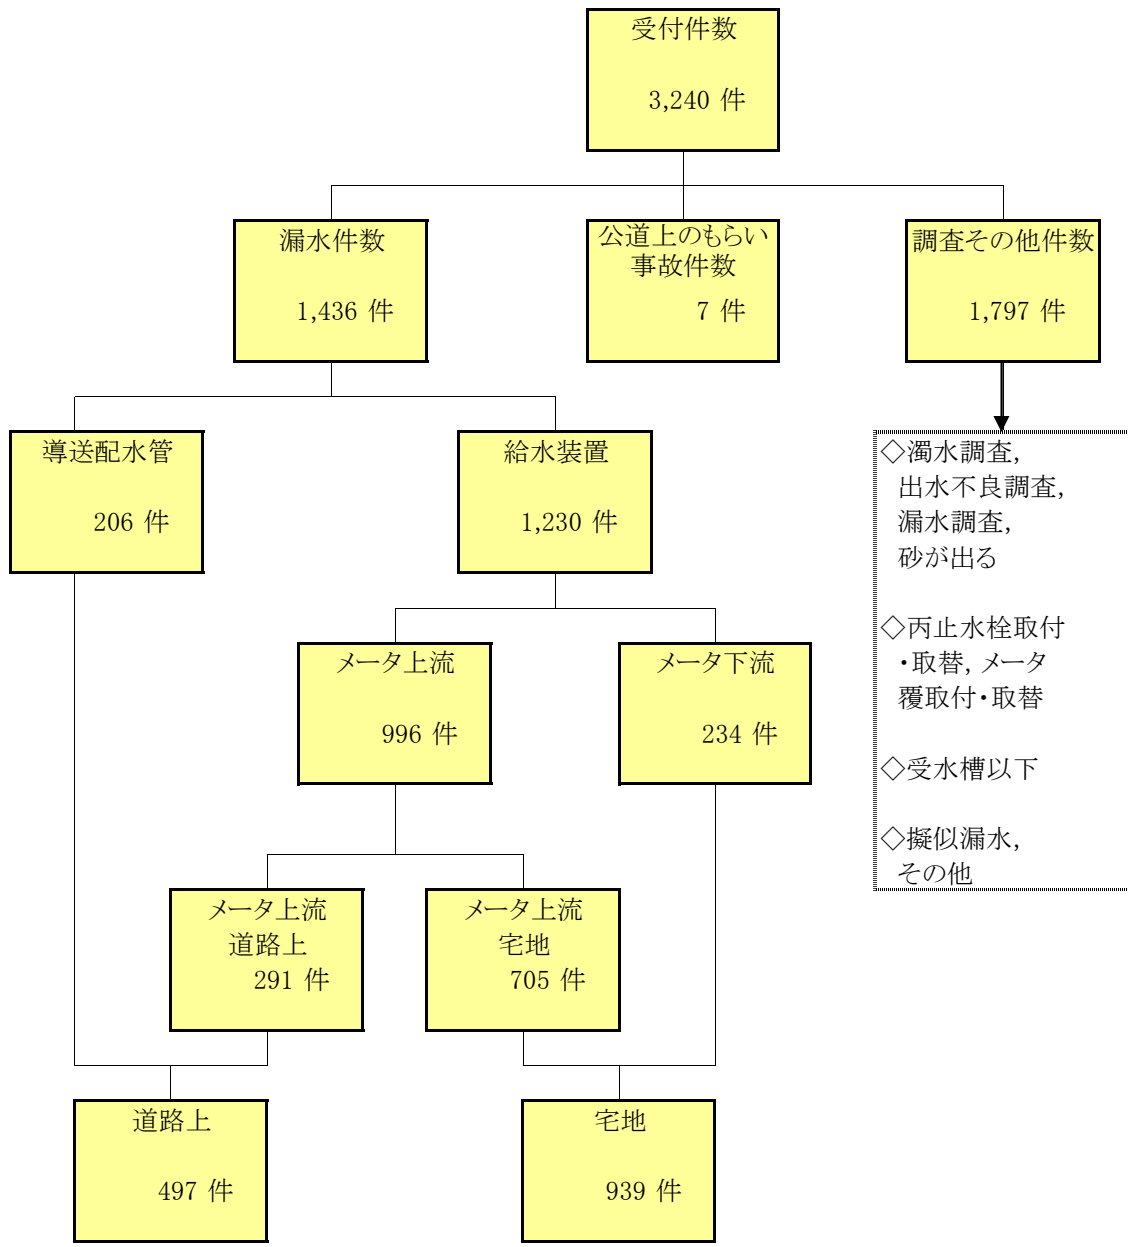 受付件数
3,240 件
漏水件数
1,436 件
公道上のもらい
事故件数
7 件
調査その他件数
1,797 件
導送配水管
206 件
給水装置
1,230 件
◇濁水調査,
出水不良調査,
漏水調査,
砂が出る
◇丙止水栓取付
・取替, メータ
覆取付・取替
◇受水槽以下
◇擬似漏水,
その他
メータ上流
996 件
メータ下流
234 件
メータ上流
道路上
291 件
メータ上流
宅地
705 件
道路上
497 件
宅地
939 件